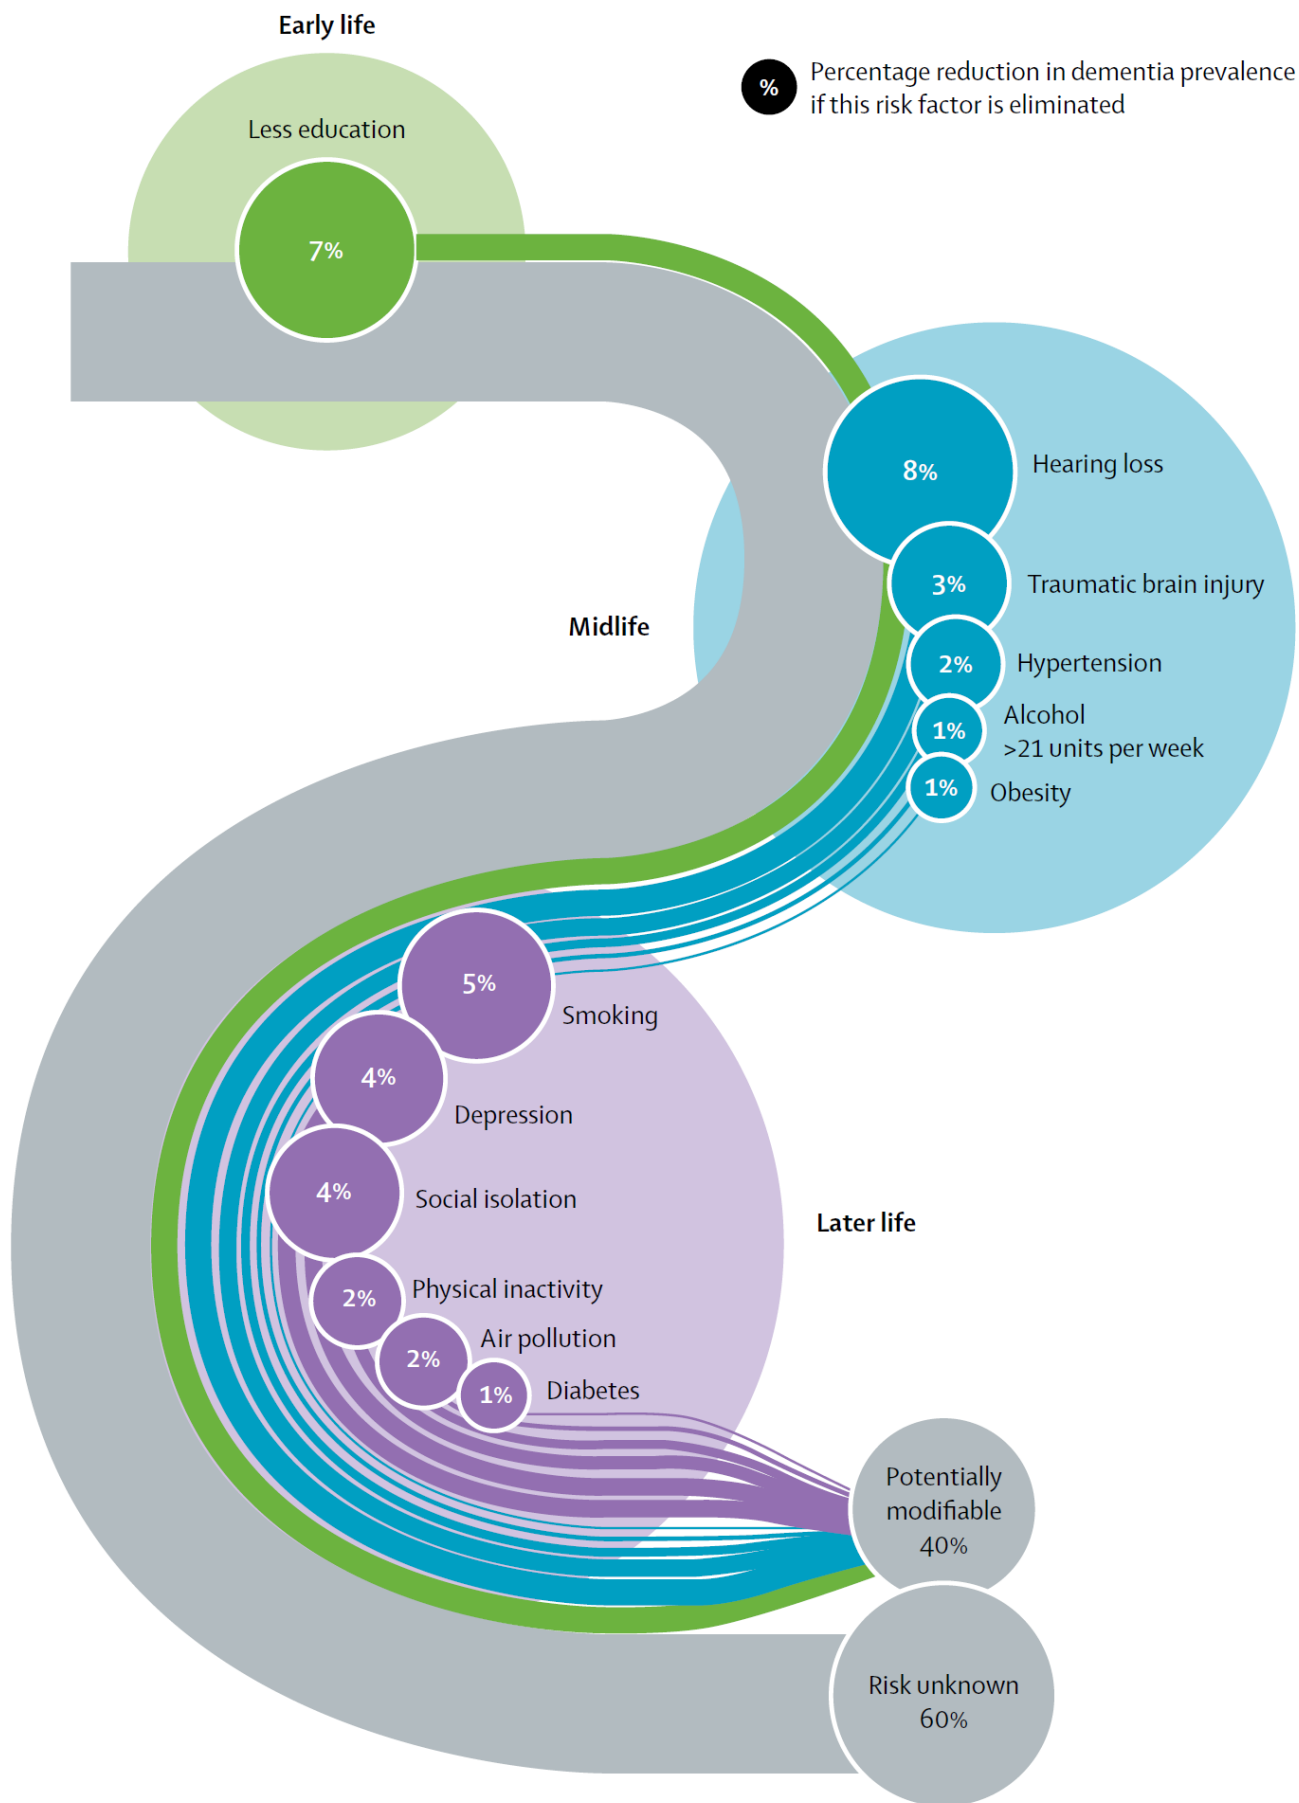 Early life
%
Percentage reduction in dementia prevalence
if this risk factor is eliminated
Less education
7%
8%
Hearing loss
3%
Traumatic brain injury
Midlife
2%
Hypertension
1%
Alcohol
>21 units per week
1%
Obesity
5%
Smoking
4%
Depression
4%
Social isolation
Later life
2%
Physical inactivity
2%
Air pollution
1%
Diabetes
Potentially
modifiable
40%
Risk unknown
60%